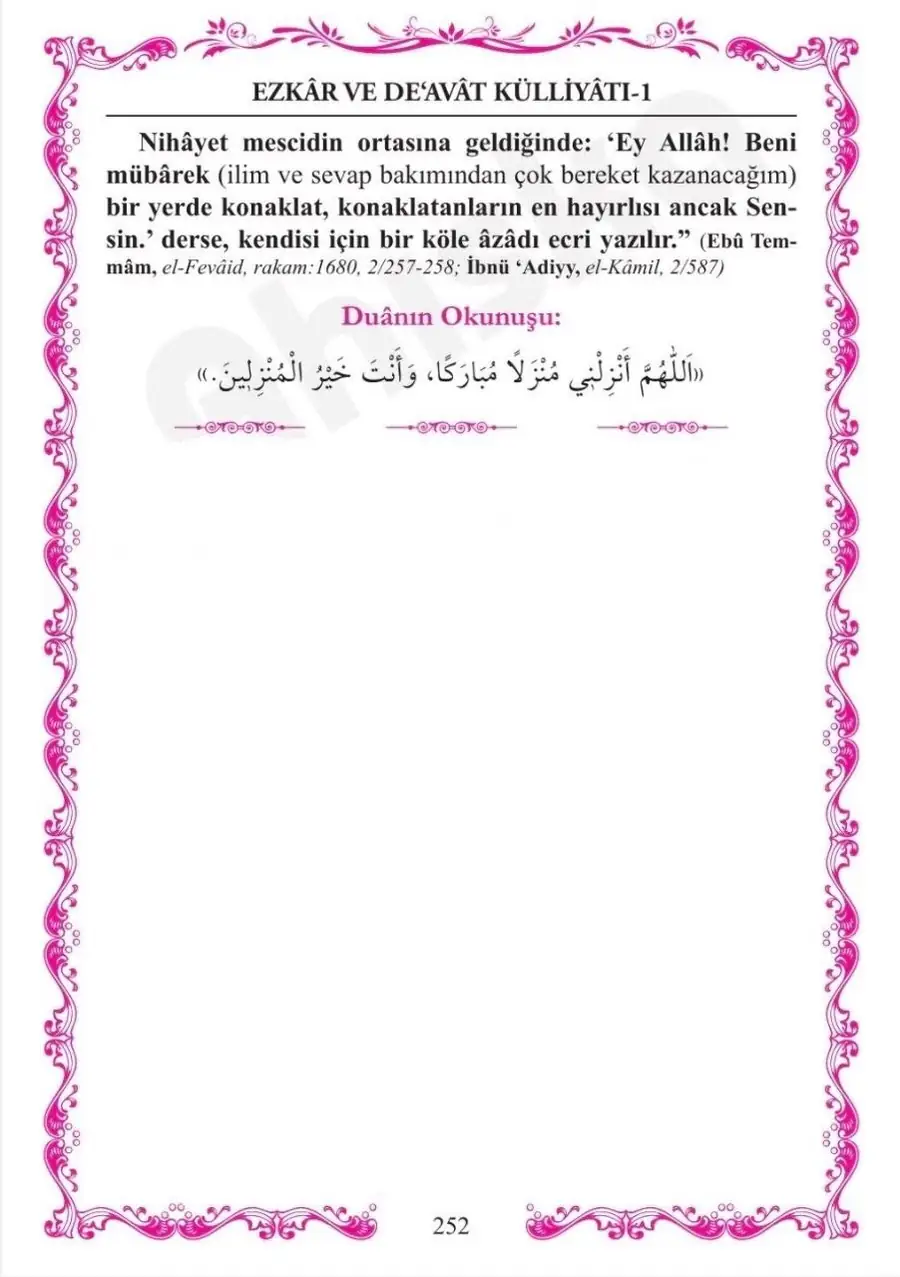 EZKÂR VE DE‘AVÂT KÜLLİYÂTI-1
Nihâyet mescidin ortasına geldiğinde: ‘Ey Allâh! Beni
mübârek (ilim ve sevap bakımından çok bereket kazanacağım)
bir yerde konaklat, konaklatanların en hayırlısı ancak Sen-
sin.’ derse, kendisi için bir köle âzâdı ecri yazılır.” (Ebû Tem-
mâm, el-Fevâid, rakam:1680, 2/257-258; İbnü ‘Adiyy, el-Kâmil, 2/587)
Duânın Okunuşu:
«اَللّٰهُمَّ أَنْزِلْنٖي مُنْزَلًا مُبَارَكًا، وَأَنْتَ خَيْرُ الْمُنْزِلٖينَ.»
252